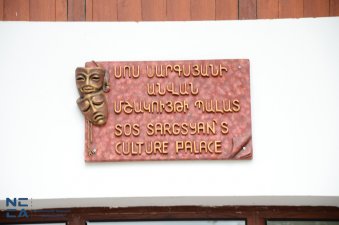 ՍՈՍ ՍԱՐԳՍՅԱՆԻ
ԱՆՎԱՆ
ՄՇԱԿՈՒՅԹԻ ՊԱԼԱՏ
SOS SARGSYAN'S
CULTURE PALACE